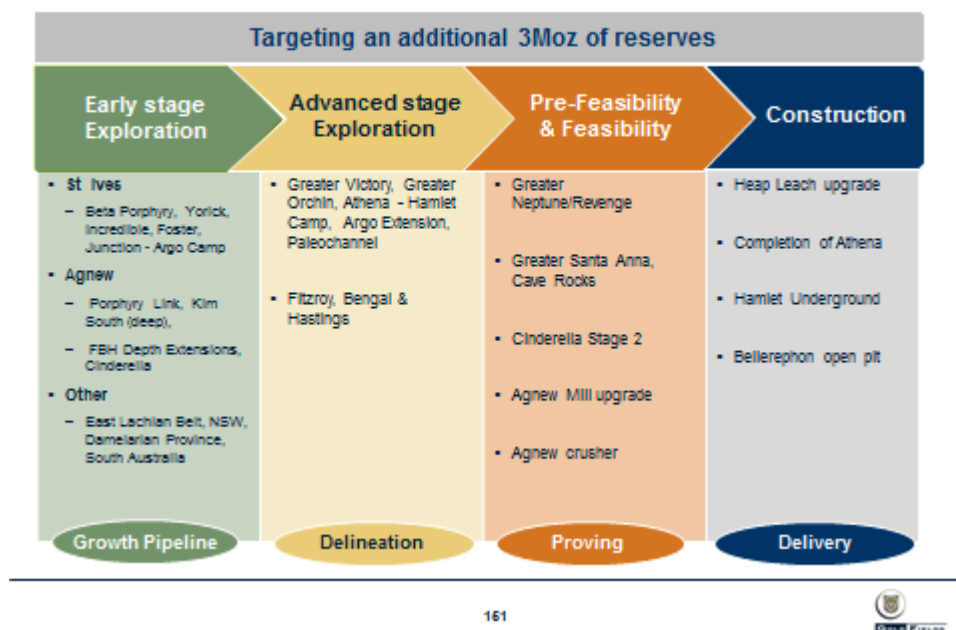 Targeting an additional 3Moz of reserves
Early stage
Exploration
Advanced stage
Exploration
Pre-Feasibility
& Feasibility
Construction
▪ St Ives
– Beta Porphyry, Yorick,
Incredible, Foster,
Junction - Argo Camp
▪ Agnew
– Porphyry Link, Kim
South (deep),
– FBH Depth Extensions,
Cinderella
▪ Other
– East Lachlan Belt, NSW,
Damelarian Province,
South Australia
▪ Greater Victory, Greater
Orchin, Athena - Hamlet
Camp, Argo Extension,
Paleochannel
▪ Fitzroy, Bengal &
Hastings
▪ Greater
Neptune/Revenge
▪ Greater Santa Anna,
Cave Rocks
▪ Cinderella Stage 2
▪ Agnew Mill upgrade
▪ Agnew crusher
▪ Heap Leach upgrade
▪ Completion of Athena
▪ Hamlet Underground
▪ Bellerephon open pit
Growth Pipeline
Delineation
Proving
Delivery
151
GOLD FIELDS